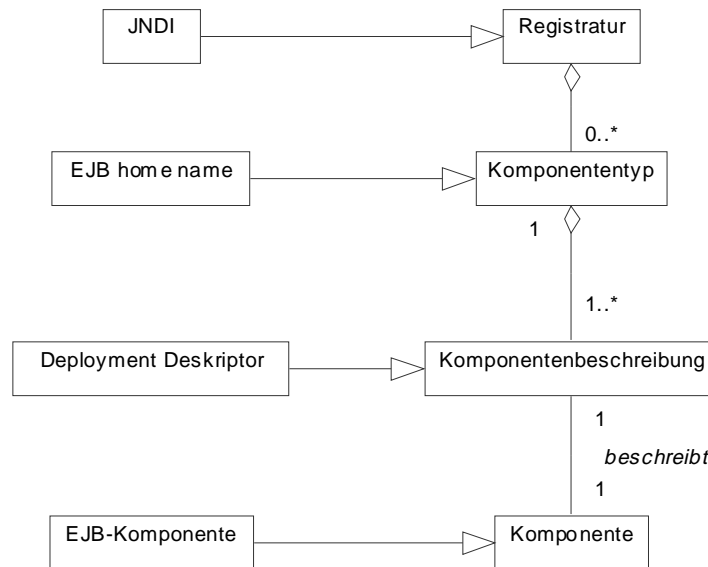 JNDI
Registratur
0..*
EJB home name
Komponententyp
1
1..*
Deployment Deskriptor
Komponentenbeschreibung
1
beschreibt
1
EJB-Komponente
Komponente